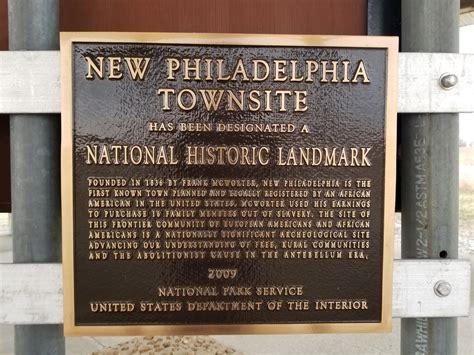 NEW PHILADELPHIA
TOWNSITE
HAS BEEN DESIGNATED A
NATIONAL HISTORIC LANDMARK
FOUNDED IN 1836 BY FRANK MCWORTER, NEW PHILADELPHIA IS THE
FIRST KNOWN TOWN PLANNED AND LEGALLY REGISTERED BY AN AFRICAN
AMERICAN IN THE UNITED STATES. MCWORTER USED HIS EARNINGS
TO PURCHASE 15 FAMILY MEMBERS OUT OF SLAVERY. THE SITE OF
THIS FRONTIER COMMUNITY OF EUROPEAN AMERICANS AND AFRICAN
AMERICANS IS A NATIONALLY SIGNIFICANT ARCHEOLOGICAL SITE
ADVANCING OUR UNDERSTANDING OF FREE, RURAL COMMUNITIES
AND THE ABOLITIONIST CAUSE IN THE ANTEBELLUM ERA.
2009
NATIONAL PARK SERVICE
UNITED STATES DEPARTMENT OF THE INTERIOR